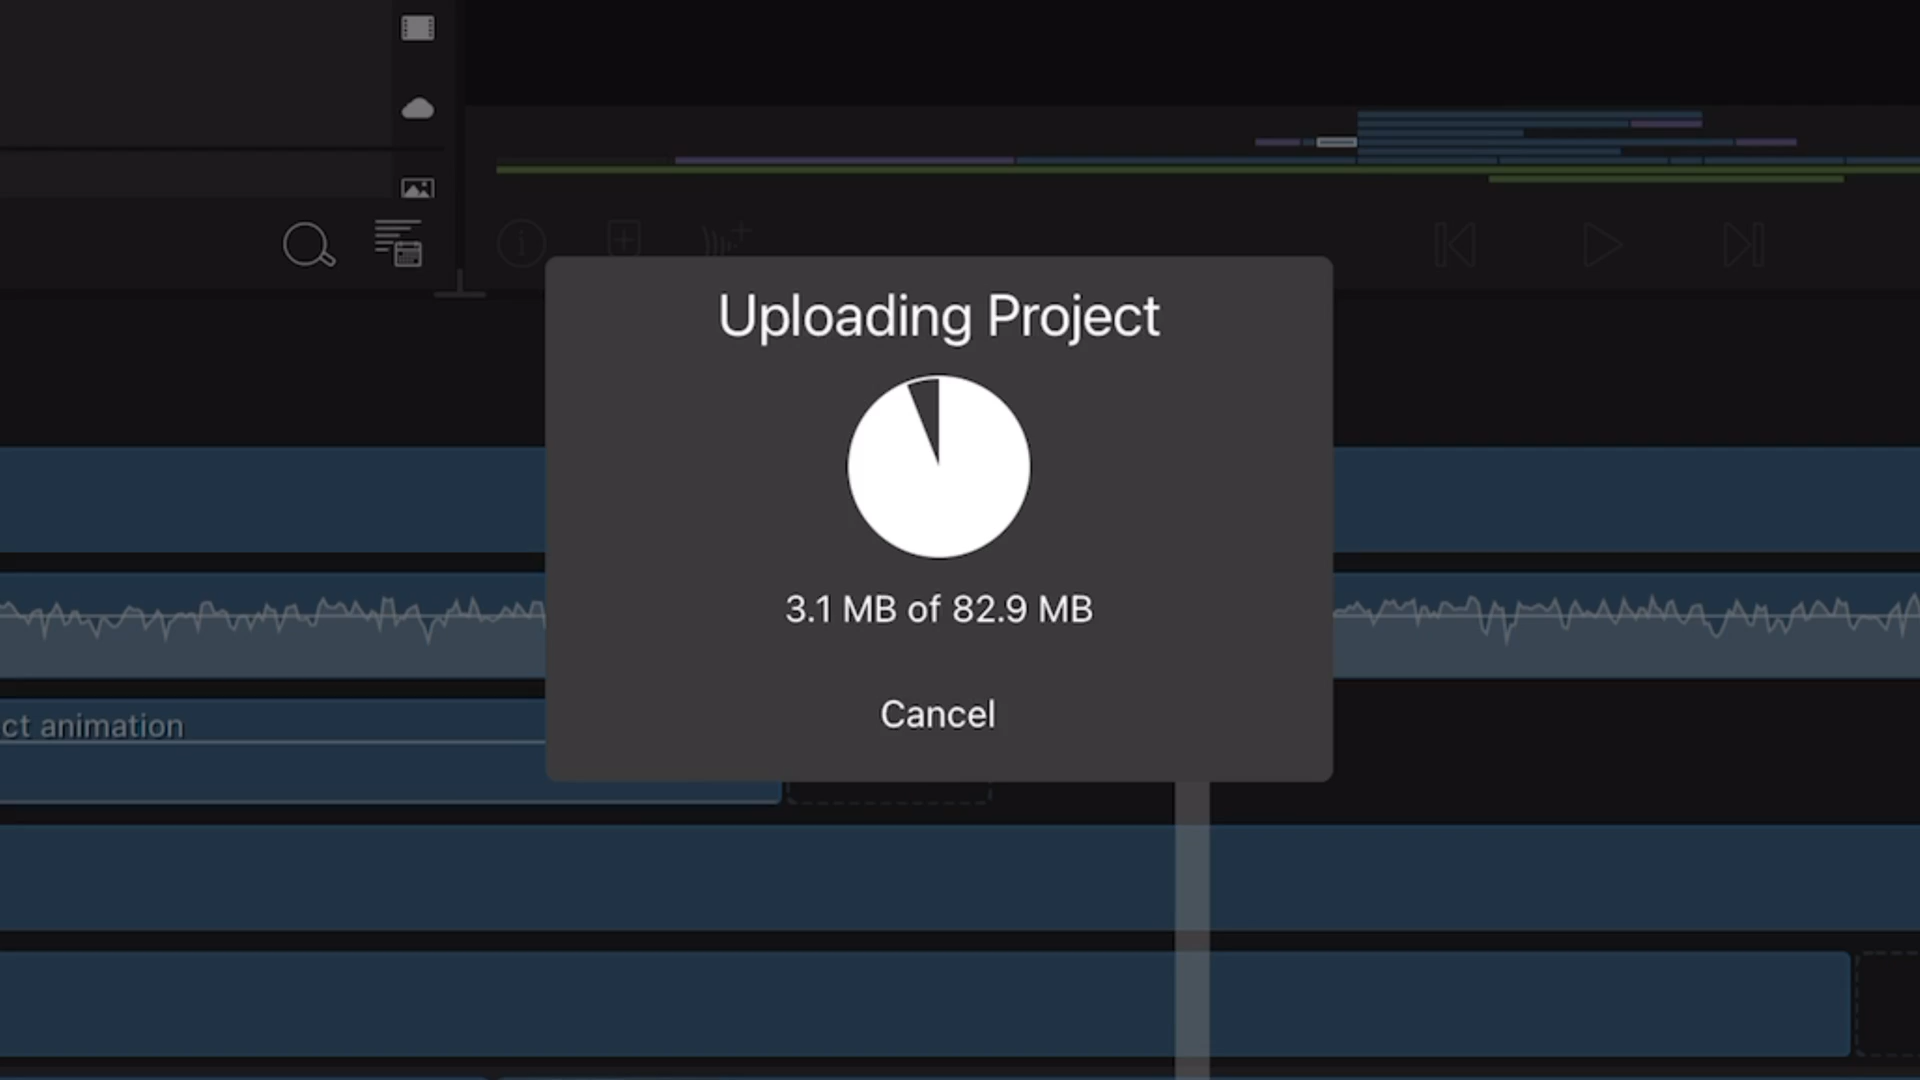 Uploading Project
3.1 MB of 82.9 MB
ct animation
Cancel